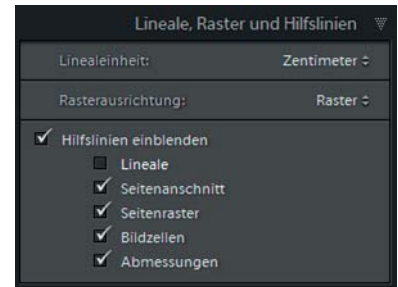 Lineale, Raster und Hilfslinien
Linealeinheit: Zentimeter
Rasterausrichtung: Raster
Hilfslinien einblenden
Lineale
Seitenanschnitt
Seitenraster
Bildzellen
Abmessungen